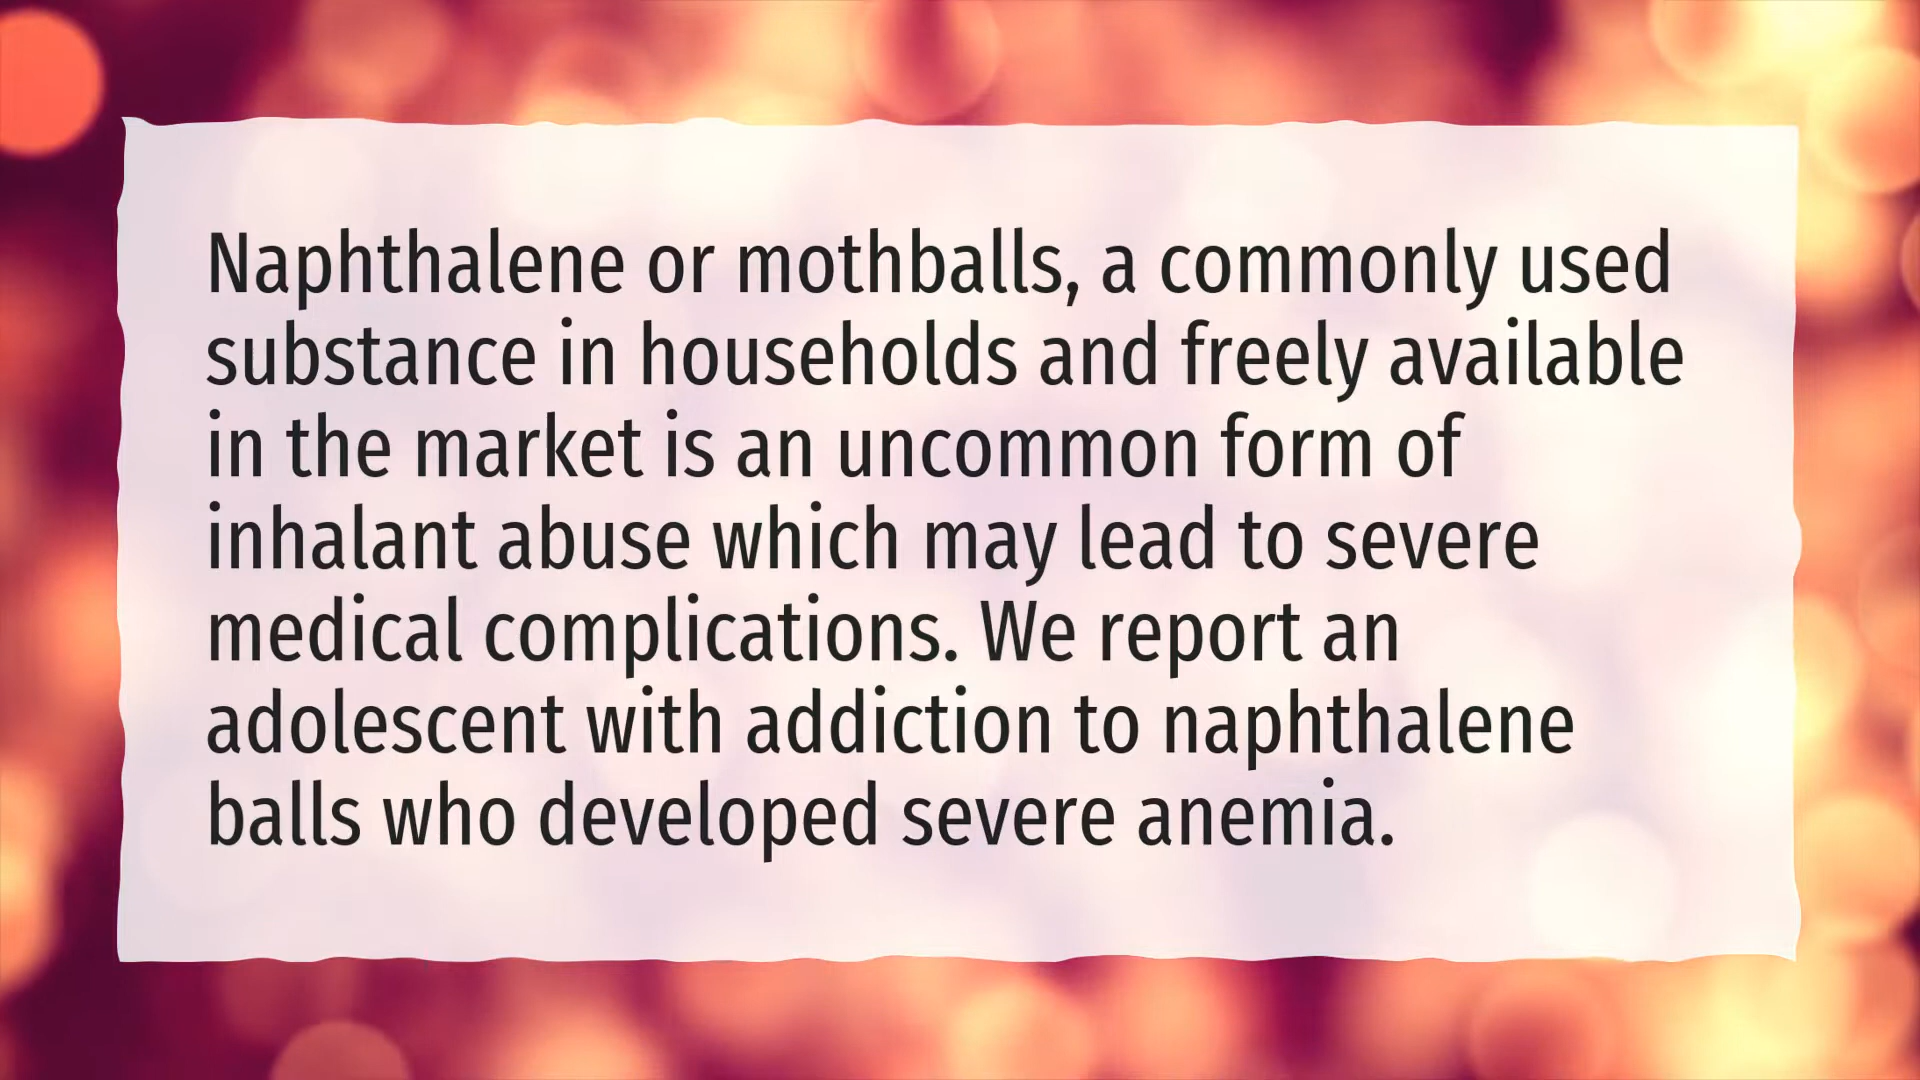 Naphthalene or mothballs, a commonly used
substance in households and freely available
in the market is an uncommon form of
inhalant abuse which may lead to severe
medical complications. We report an
adolescent with addiction to naphthalene
balls who developed severe anemia.